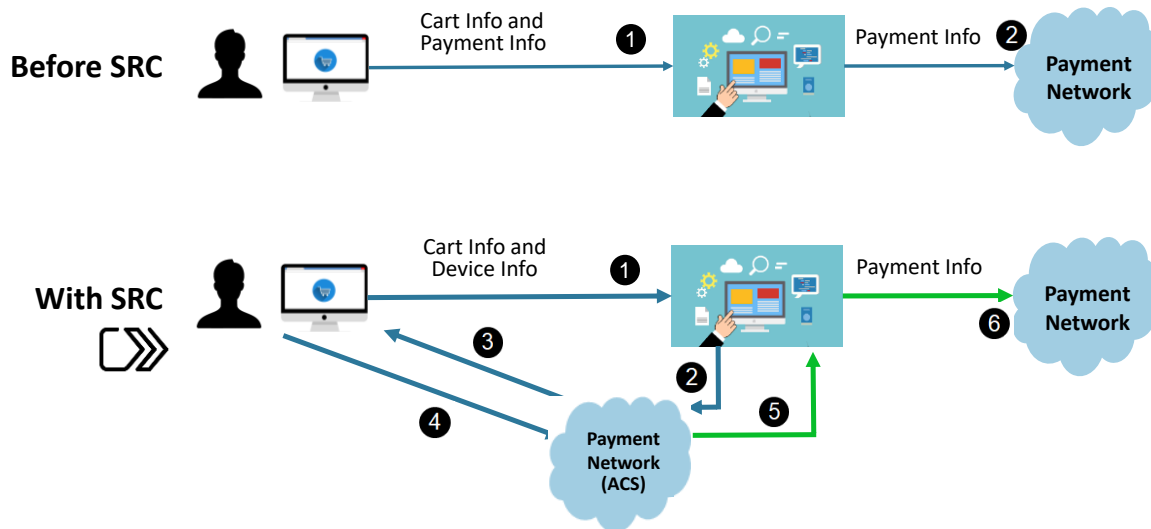 Cart Info and
Payment Info
1
Payment Info
2
Before SRC
Payment
Network
Cart Info and
Device Info
1
Payment Info
With SRC
Payment
Network
6
3
2
4
5
Payment
Network
(ACS)